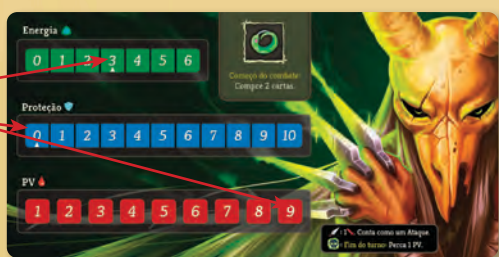 Energia
0 1 2 3 4 5 6
Começo do combate:
Compre 2 cartas.
Proteção
0 1 2 3 4 5 6 7 8 9 10
PV
1 2 3 4 5 6 7 8 9
: 1 . Conta como um Ataque.
: Fim do turno: Perca 1 PV.